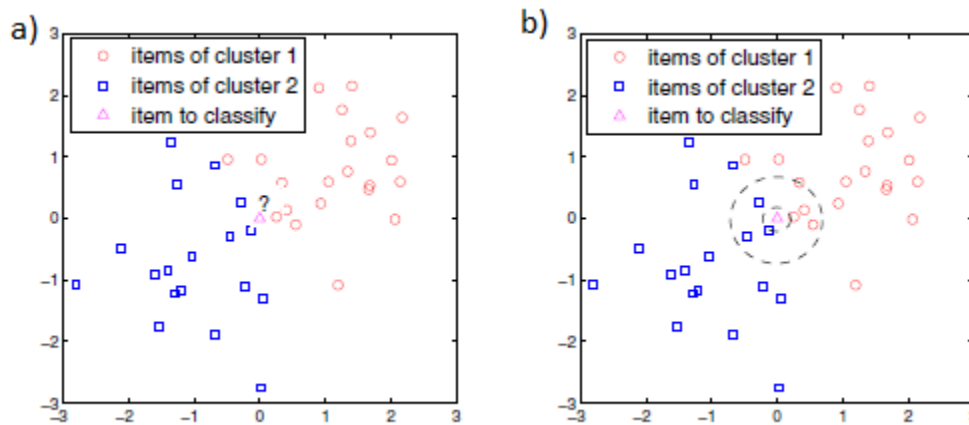 a)
3
2
1
0
−1
−2
−3
−3 −2 −1 0 1 2 3
items of cluster 1
items of cluster 2
item to classify
?
b)
3
2
1
0
−1
−2
−3
−3 −2 −1 0 1 2 3
items of cluster 1
items of cluster 2
item to classify